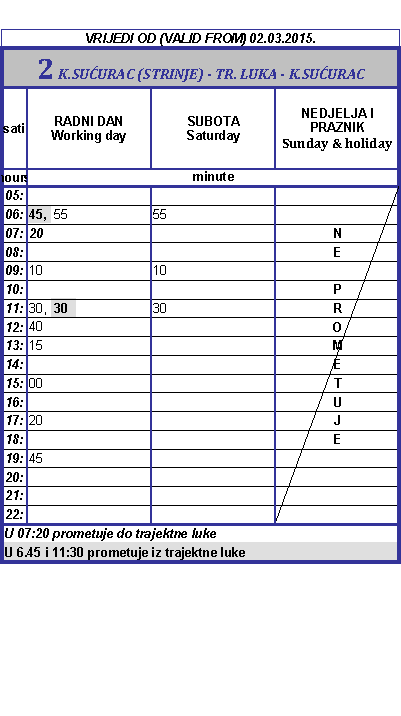 VRIJEDI OD (VALID FROM) 02.03.2015.
2 K.SUĆURAC (STRINJE) - TR. LUKA - K.SUĆURAC
sati RADNI DAN Working day SUBOTA Saturday NEDJELJA I PRAZNIK Sunday & holiday
hours minute
05:
06: 45, 55 55
07: 20 N
08: E
09: 10 10
10: P
11: 30, 30 30 R
12: 40 O
13: 15 M
14: E
15: 00 T
16: U
17: 20 J
18: E
19: 45
20:
21:
22:
U 07:20 prometuje do trajektne luke
U 6.45 i 11:30 prometuje iz trajektne luke